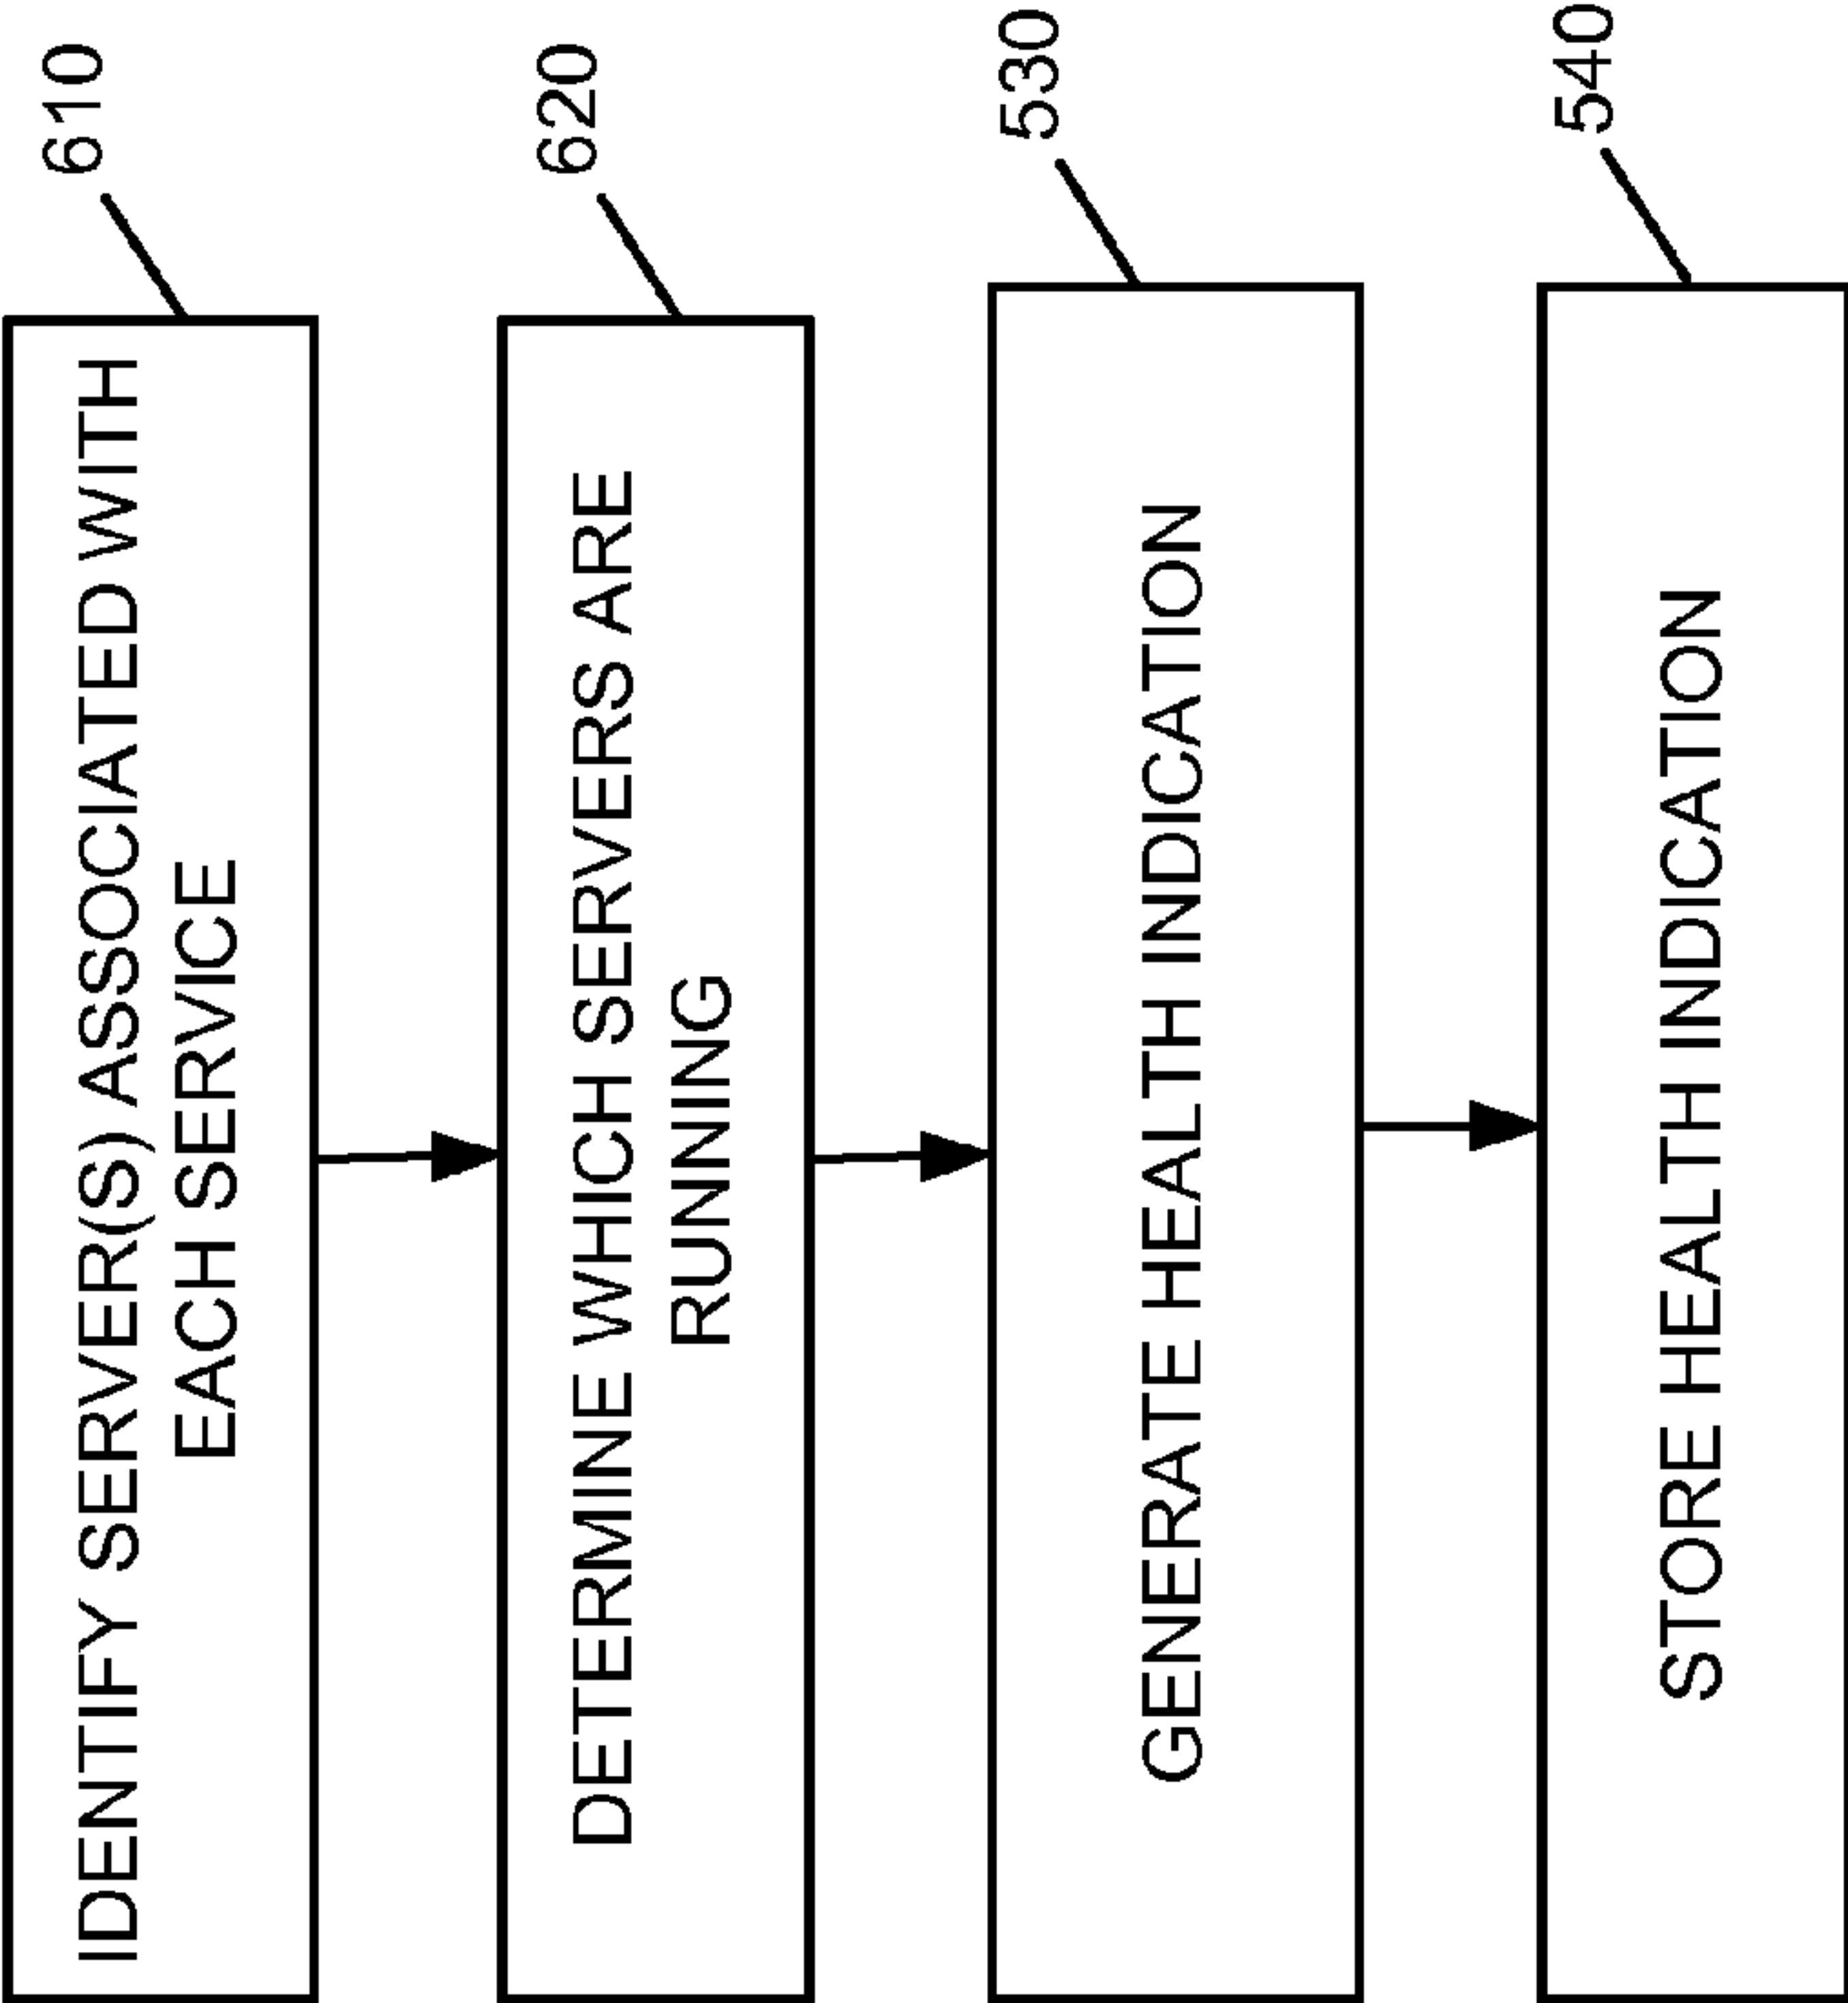 IDENTIFY SERVER(S) ASSOCIATED WITH
EACH SERVICE
610
DETERMINE WHICH SERVERS ARE
RUNNING
620
GENERATE HEALTH INDICATION
530
STORE HEALTH INDICATION
540